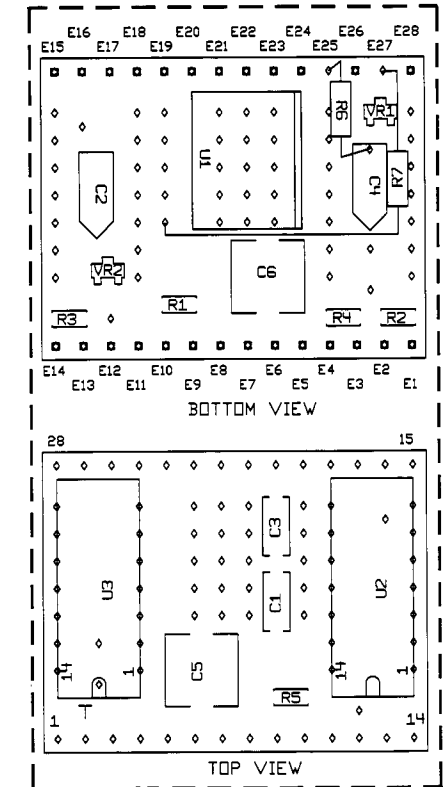 E16 E18 E20 E22 E24 E26 E28
E15 E17 E19 E21 E23 E25 E27
R6
VR1
U1
C2
C4
R7
VR2
C6
R1
R3
R4
R2
E14 E12 E10 E8 E6 E4 E2
E13 E11 E9 E7 E5 E3 E1
BOTTOM VIEW
28 15
C3
U3
U2
C1
14 1
14 1
C5
R5
1 T 14
TOP VIEW